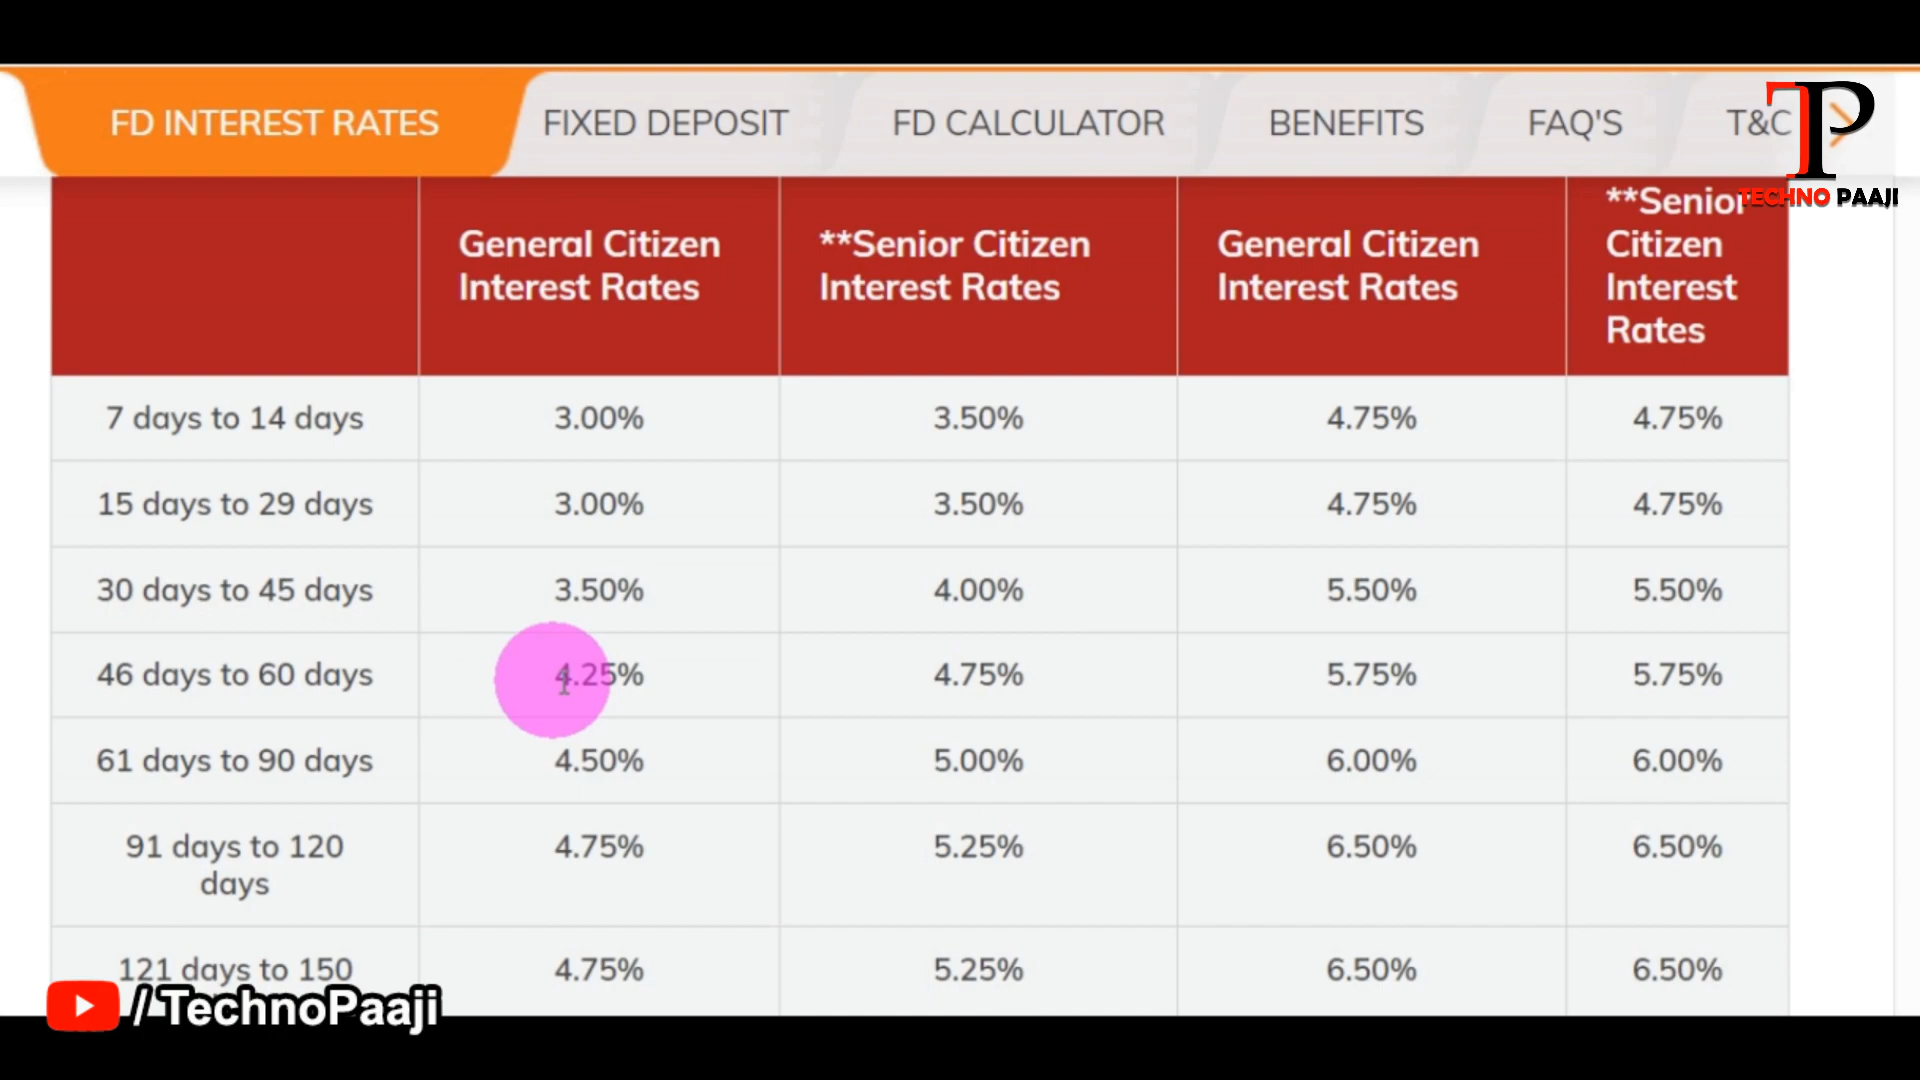 FD INTEREST RATES FIXED DEPOSIT FD CALCULATOR BENEFITS FAQ'S T&C
TP
TECHNO PAAJI
General Citizen Interest Rates **Senior Citizen Interest Rates General Citizen Interest Rates **Senior Citizen Interest Rates
7 days to 14 days 3.00% 3.50% 4.75% 4.75%
15 days to 29 days 3.00% 3.50% 4.75% 4.75%
30 days to 45 days 3.50% 4.00% 5.50% 5.50%
46 days to 60 days 4.25% 4.75% 5.75% 5.75%
61 days to 90 days 4.50% 5.00% 6.00% 6.00%
91 days to 120 days 4.75% 5.25% 6.50% 6.50%
121 days to 150 4.75% 5.25% 6.50% 6.50%
/TechnoPaaji